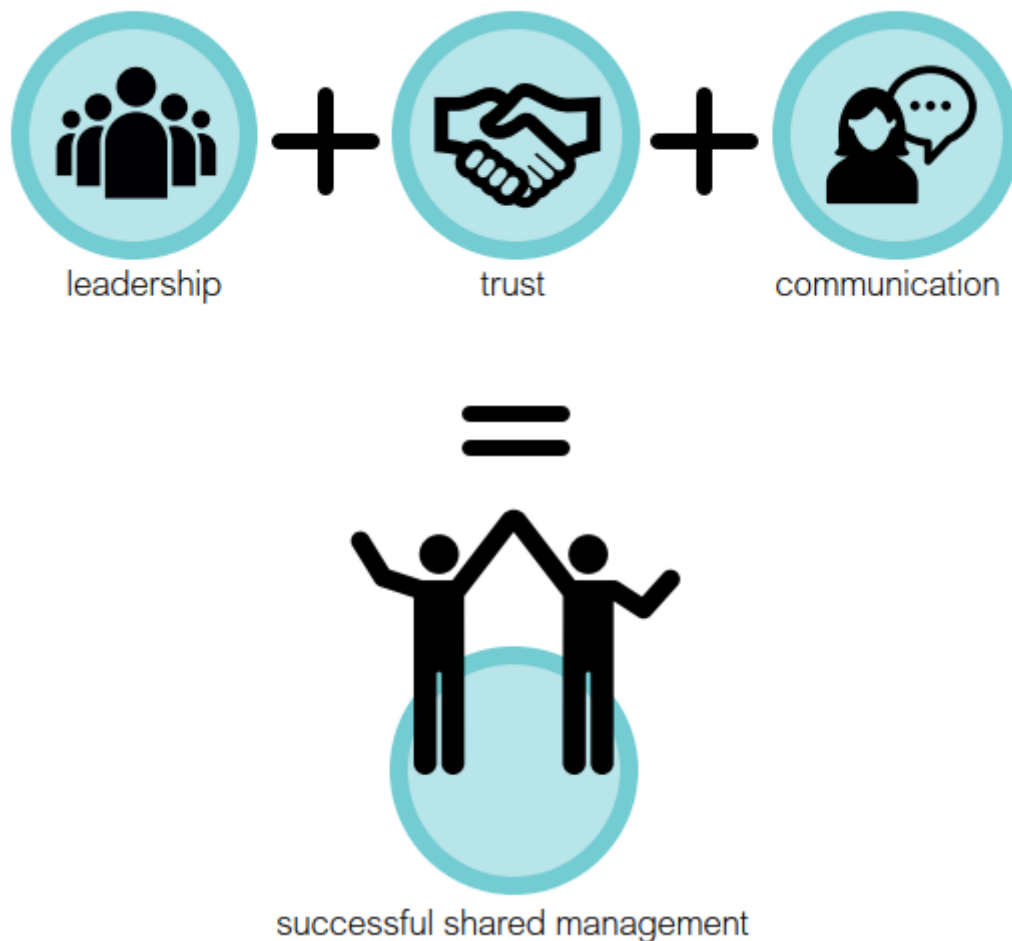 leadership
trust
communication
successful shared management